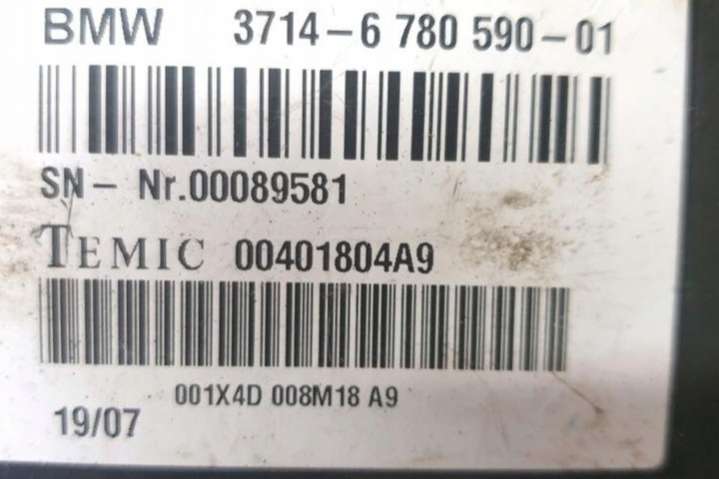 BMW 3714-6 780 590-01
SN- Nr.00089581
TEMIC 00401804A9
001X4D 008M18 A9
19/07